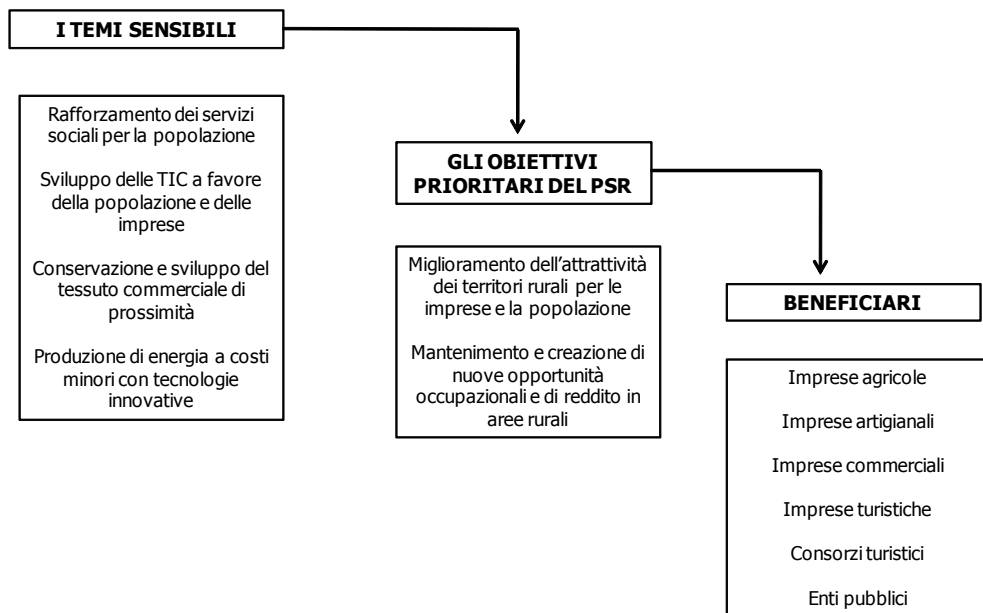 I TEMI SENSIBILI
Rafforzamento dei servizi
sociali per la popolazione
Sviluppo delle TIC a favore
della popolazione e delle
imprese
Conservazione e sviluppo del
tessuto commerciale di
prossimità
Produzione di energia a costi
minori con tecnologie
innovative
GLI OBIETTIVI
PRIORITARI DEL PSR
Miglioramento dell'attrattività
dei territori rurali per le
imprese e la popolazione
Mantenimento e creazione di
nuove opportunità
occupazionali e di reddito in
aree rurali
BENEFICIARI
Imprese agricole
Imprese artigianali
Imprese commerciali
Imprese turistiche
Consorzi turistici
Enti pubblici